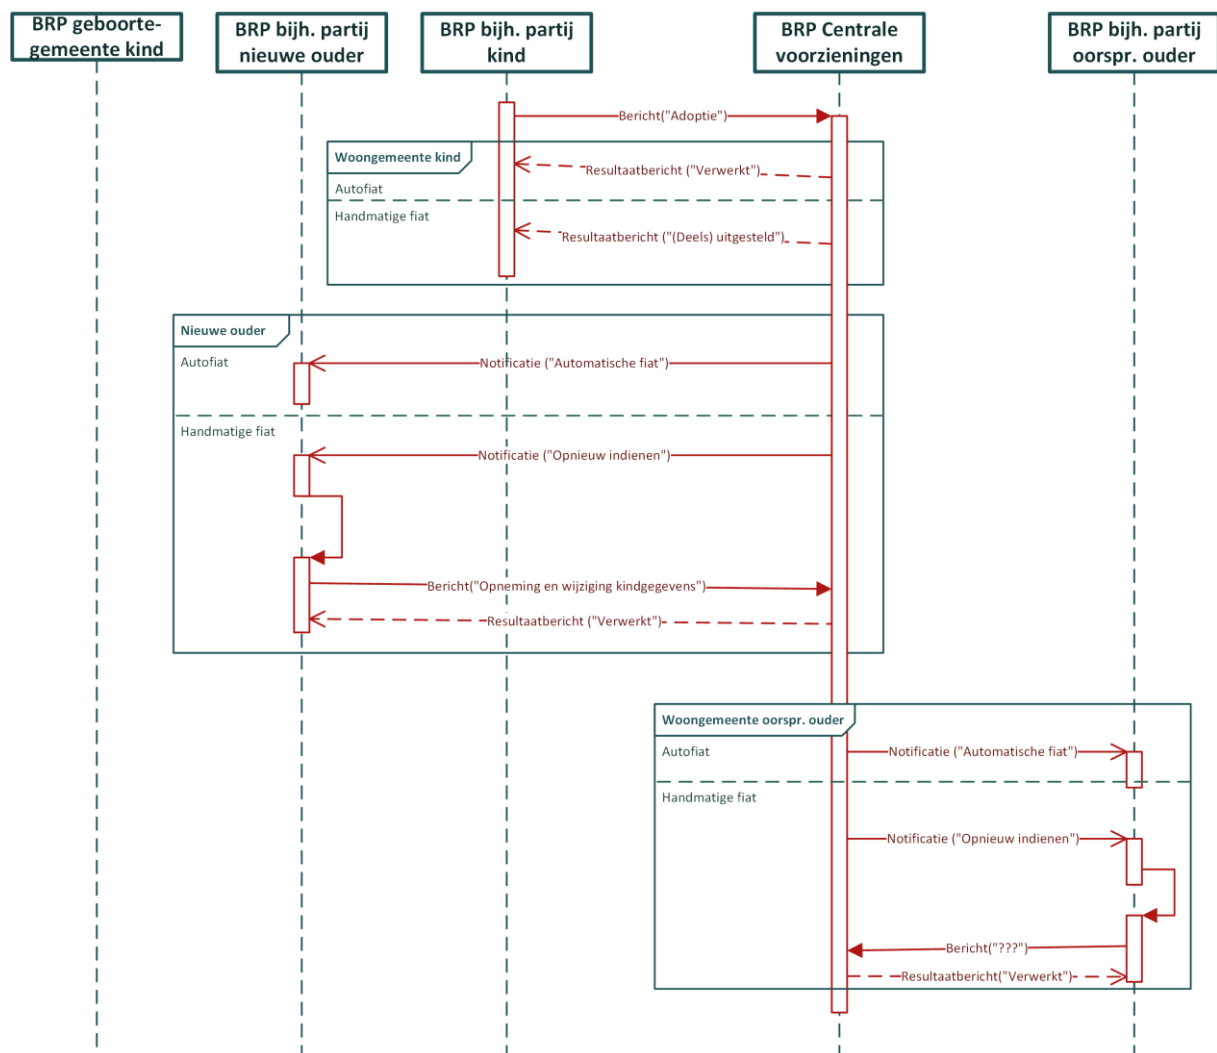 BRP geboorte-
gemeente kind
BRP bijh. partij
nieuwe ouder
BRP bijh. partij
kind
BRP Centrale
voorzieningen
BRP bijh. partij
oorspr. ouder
Bericht("Adoptie")
Woongemeente kind
Resultaatbericht ("Verwerkt")
Autofiat
Handmatige fiat
Resultaatbericht ("(Deels) uitgesteld")
Nieuwe ouder
Autofiat
Notificatie ("Automatische fiat")
Handmatige fiat
Notificatie ("Opnieuw indienen")
Bericht("Opneming en wijziging kindgegevens")
Resultaatbericht ("Verwerkt")
Woongemeente oorspr. ouder
Autofiat
Notificatie ("Automatische fiat")
Handmatige fiat
Notificatie ("Opnieuw indienen")
Bericht("???")
Resultaatbericht("Verwerkt")